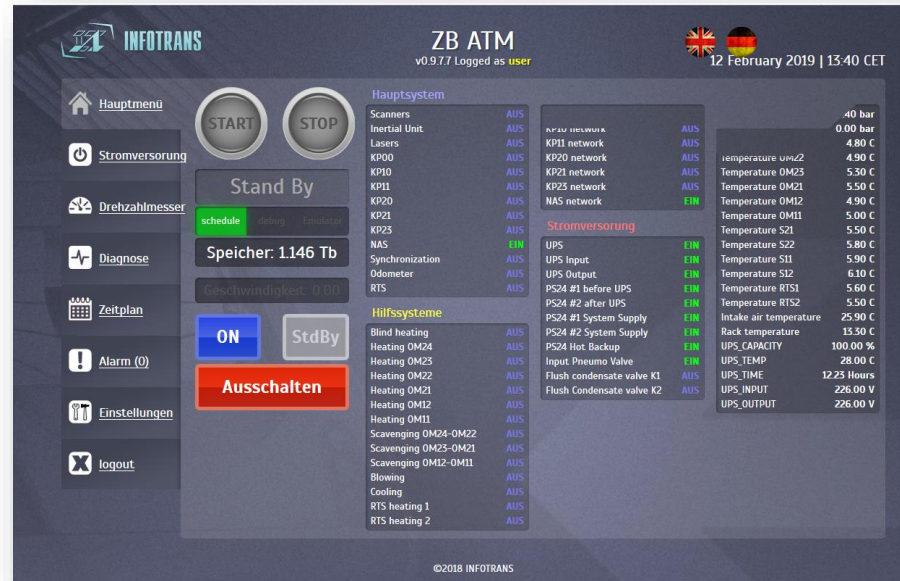 INFOTRANS
ZB ATM
v0.9.7.7 Logged as user
12 February 2019 | 13:40 CET
Hauptmenü
Stromversorung
Drehzahlmesser
Diagnose
Zeitplan
Alarm (0)
Einstellungen
logout
START STOP
Stand By
schedule debug Emulator
Speicher: 1.146 Tb
Geschwindigkeit: 0.00
ON StdBy
Ausschalten
Hauptsystem
Scanners AUS
Inertial Unit AUS
Lasers AUS
KP00 AUS
KP10 AUS
KP11 AUS
KP20 AUS
KP21 AUS
KP23 AUS
NAS EIN
Synchronization AUS
Odometer AUS
RTS AUS
Hilfssysteme
Blind heating AUS
Heating OM24 AUS
Heating OM23 AUS
Heating OM22 AUS
Heating OM21 AUS
Heating OM12 AUS
Heating OM11 AUS
Scavenging OM24-OM22 AUS
Scavenging OM23-OM21 AUS
Scavenging OM12-OM11 AUS
Blowing AUS
Cooling AUS
RTS heating 1 AUS
RTS heating 2 AUS
KP10 network AUS
KP11 network AUS
KP20 network AUS
KP21 network AUS
KP23 network AUS
NAS network EIN
Stromversorung
UPS EIN
UPS Input EIN
UPS Output EIN
PS24 #1 before UPS EIN
PS24 #2 after UPS EIN
PS24 #1 System Supply EIN
PS24 #2 System Supply EIN
PS24 Hot Backup EIN
Input Pneumo Valve EIN
Flush condensate valve K1 AUS
Flush Condensate valve K2 AUS
.40 bar
0.00 bar
4.80 C
Temperature OM22 4.90 C
Temperature OM23 5.30 C
Temperature OM21 5.50 C
Temperature OM12 4.90 C
Temperature OM11 5.00 C
Temperature S21 5.50 C
Temperature S22 5.80 C
Temperature S11 5.90 C
Temperature S12 6.10 C
Temperature RTS1 5.60 C
Temperature RTS2 5.50 C
Intake air temperature 25.90 C
Rack temperature 13.30 C
UPS_CAPACITY 100.00 %
UPS_TEMP 28.00 C
UPS_TIME 12.23 Hours
UPS_INPUT 226.00 V
UPS_OUTPUT 226.00 V
©2018 INFOTRANS